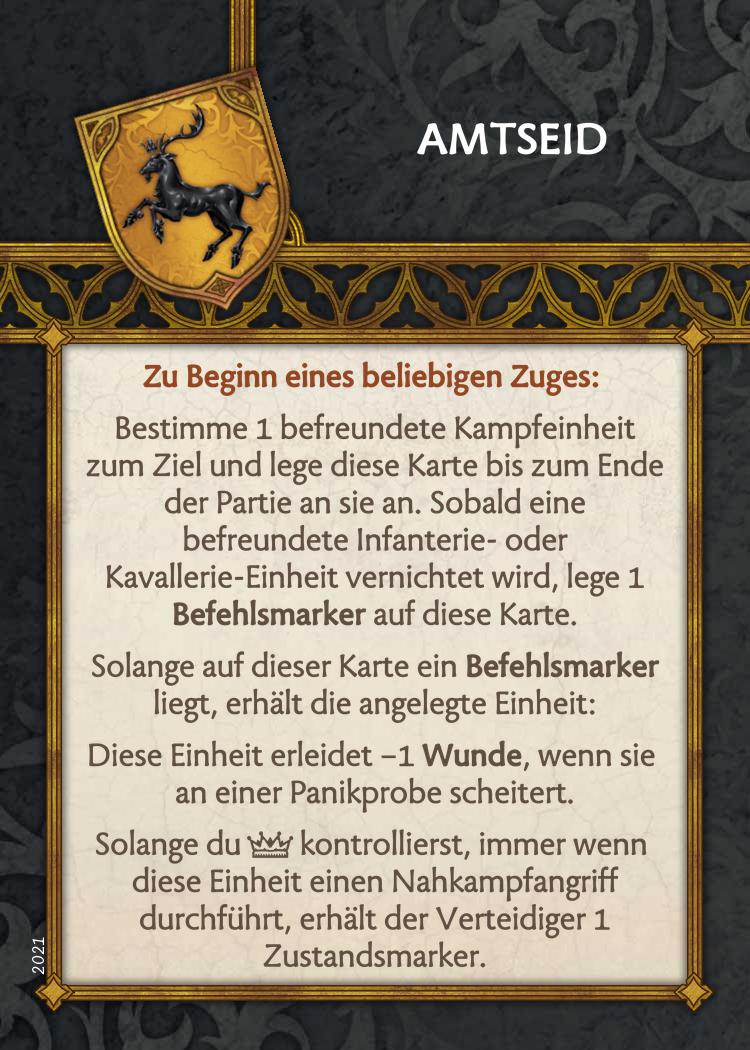 AMTSEID
Zu Beginn eines beliebigen Zuges:
Bestimme 1 befreundete Kampfeinheit
zum Ziel und lege diese Karte bis zum Ende
der Partie an sie an. Sobald eine
befreundete Infanterie- oder
Kavallerie-Einheit vernichtet wird, lege 1
Befehlsmarker auf diese Karte.
Solange auf dieser Karte ein Befehlsmarker
liegt, erhält die angelegte Einheit:
Diese Einheit erleidet –1 Wunde, wenn sie
an einer Panikprobe scheitert.
Solange du kontrollierst, immer wenn
diese Einheit einen Nahkampfangriff
durchführt, erhält der Verteidiger 1
Zustandsmarker.
2021